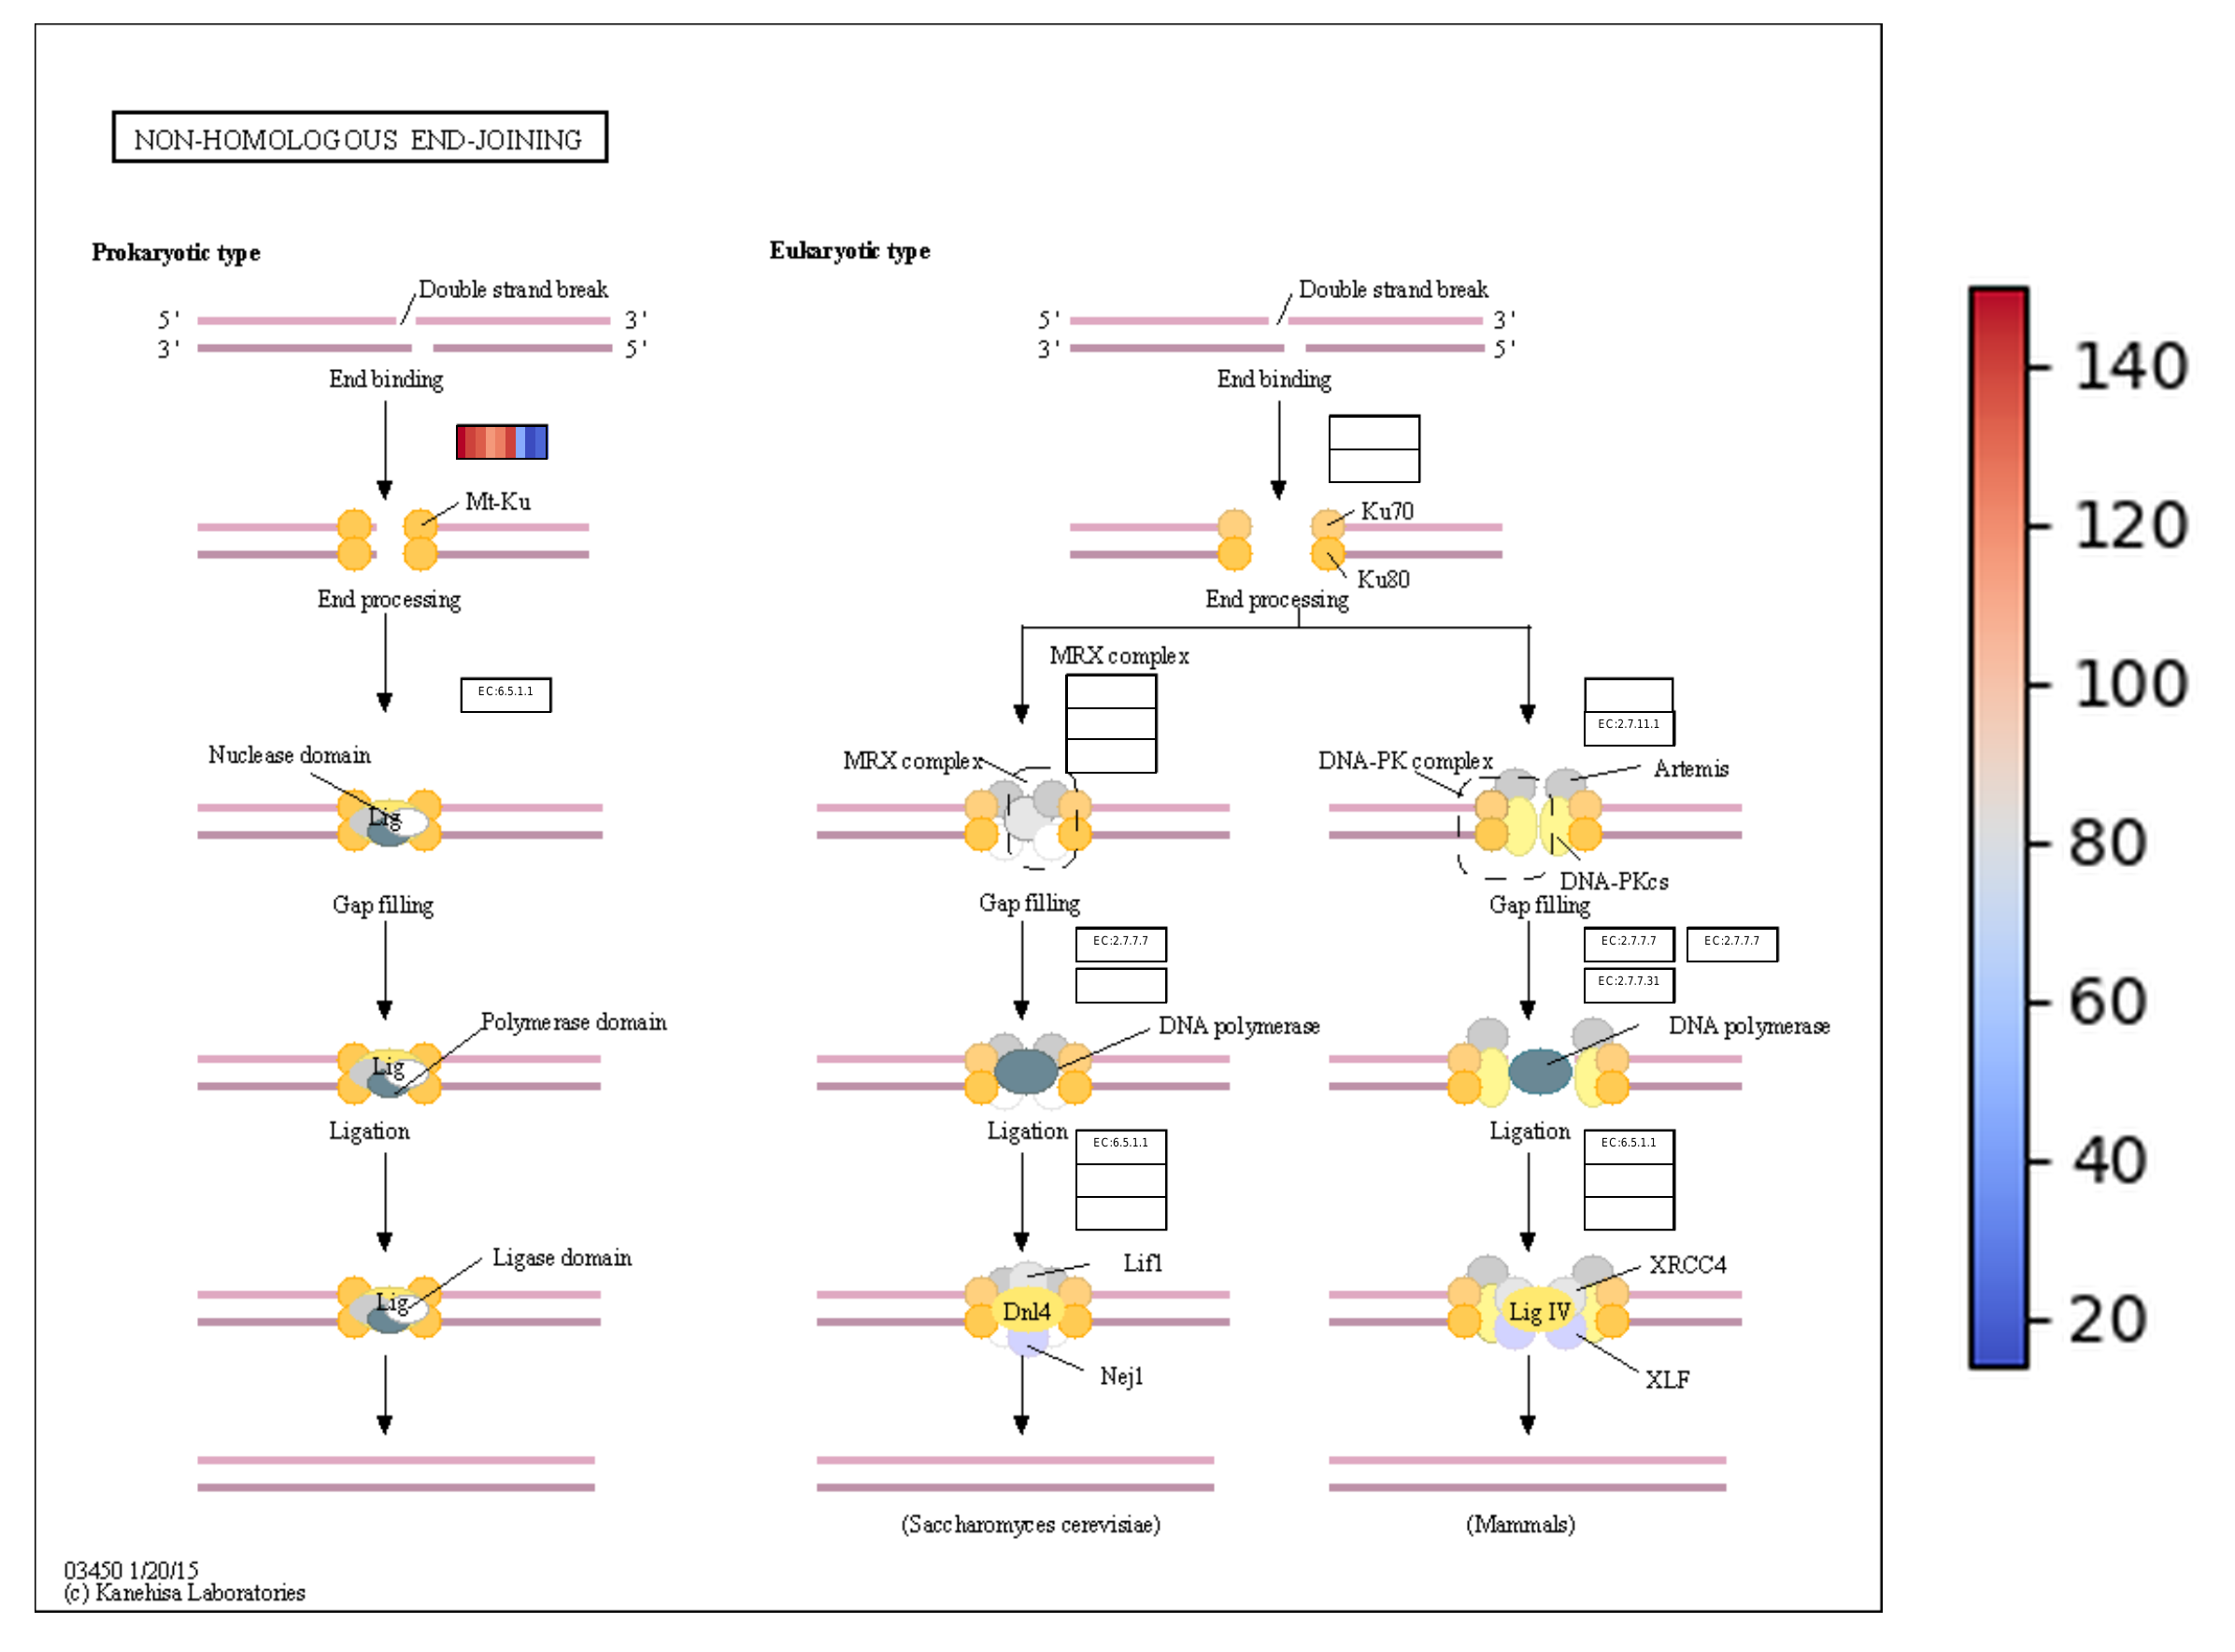 NON-HOMOLOGOUS END-JOINING
Prokaryotic type
Double strand break
5' 3'
3' 5'
End binding
Mt-Ku
End processing
EC:6.5.1.1
Nuclease domain
Lig
Gap filling
Polymerase domain
Lig
Ligation
Ligase domain
Lig
Eukaryotic type
Double strand break
5' 3'
3' 5'
End binding
Ku70
Ku80
End processing
MRX complex
MRX complex
Gap filling
EC:2.7.7.7
DNA polymerase
Ligation
EC:6.5.1.1
Lif1
Dnl4
Nej1
(Saccharomyces cerevisiae)
EC:2.7.11.1
DNA-PK complex
Artemis
DNA-PKcs
Gap filling
EC:2.7.7.7 EC:2.7.7.7
EC:2.7.7.31
DNA polymerase
Ligation
EC:6.5.1.1
XRCC4
Lig IV
XLF
(Mammals)
03450 1/20/15
(c) Kanehisa Laboratories
140
120
100
80
60
40
20